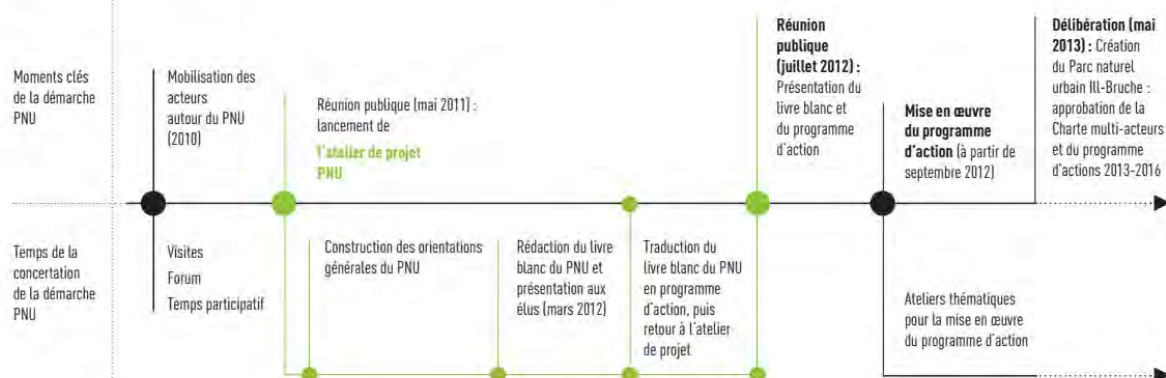 Moments clés
de la démarche
PNU
Mobilisation des
acteurs
autour du PNU
(2010)
Réunion publique (mai 2011) :
lancement de
l'atelier de projet
PNU
Réunion
publique
(juillet 2012) :
Présentation du
livre blanc et
du programme
d'action
Mise en œuvre
du programme
d'action (à partir de
septembre 2012)
Délibération (mai
2013) : Création
du Parc naturel
urbain Ill-Bruche :
approbation de la
Charte multi-acteurs
et du programme
d'actions 2013-2016
Temps de la
concertation
de la démarche
PNU
Visites
Forum
Temps participatif
Construction des orientations
générales du PNU
Rédaction du livre
blanc du PNU et
présentation aux
élus (mars 2012)
Traduction du
livre blanc du PNU
en programme
d'action, puis
retour à l'atelier
de projet
Ateliers thématiques
pour la mise en œuvre
du programme d'action